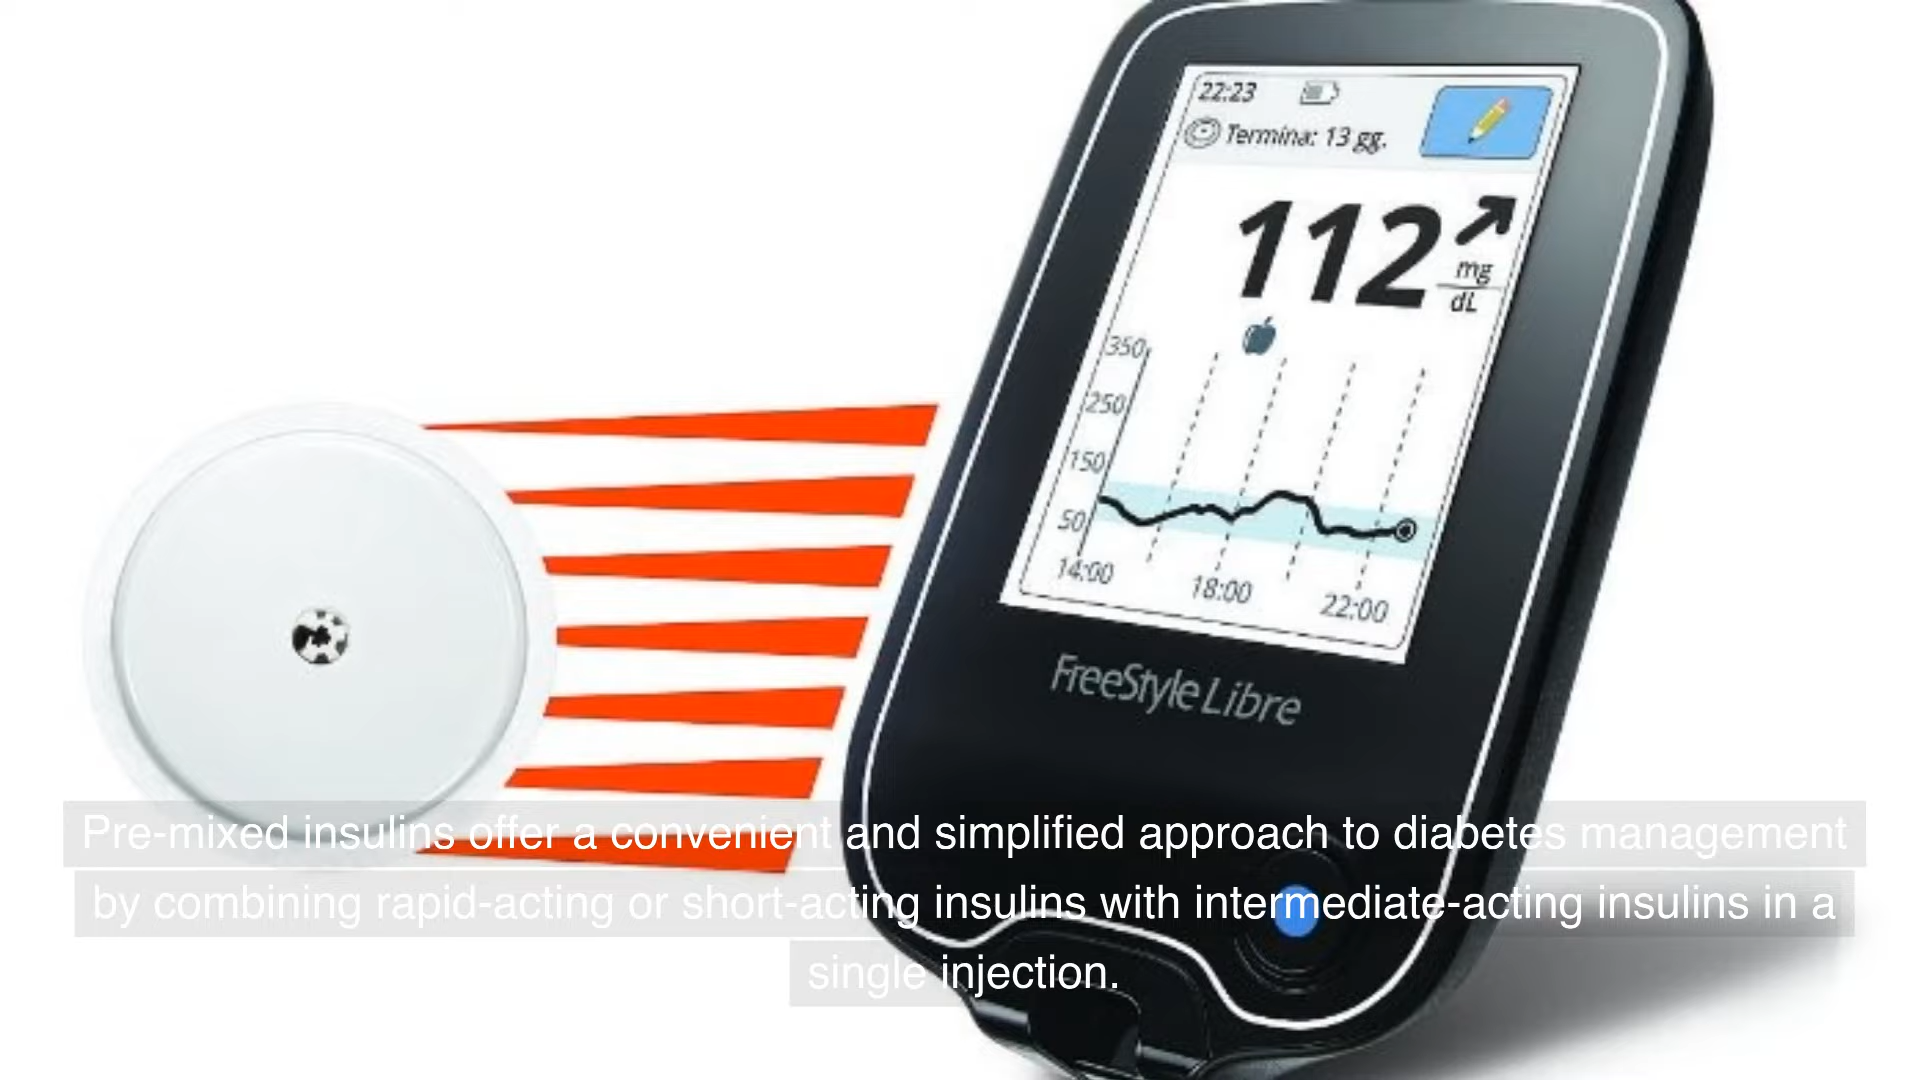 22:23
Termina: 13 gg.
112
mg
dL
350
250
150
50
14:00
18:00
22:00
FreeStyle Libre
Pre-mixed insulins offer a convenient and simplified approach to diabetes management
by combining rapid-acting or short-acting insulins with intermediate-acting insulins in a
single injection.